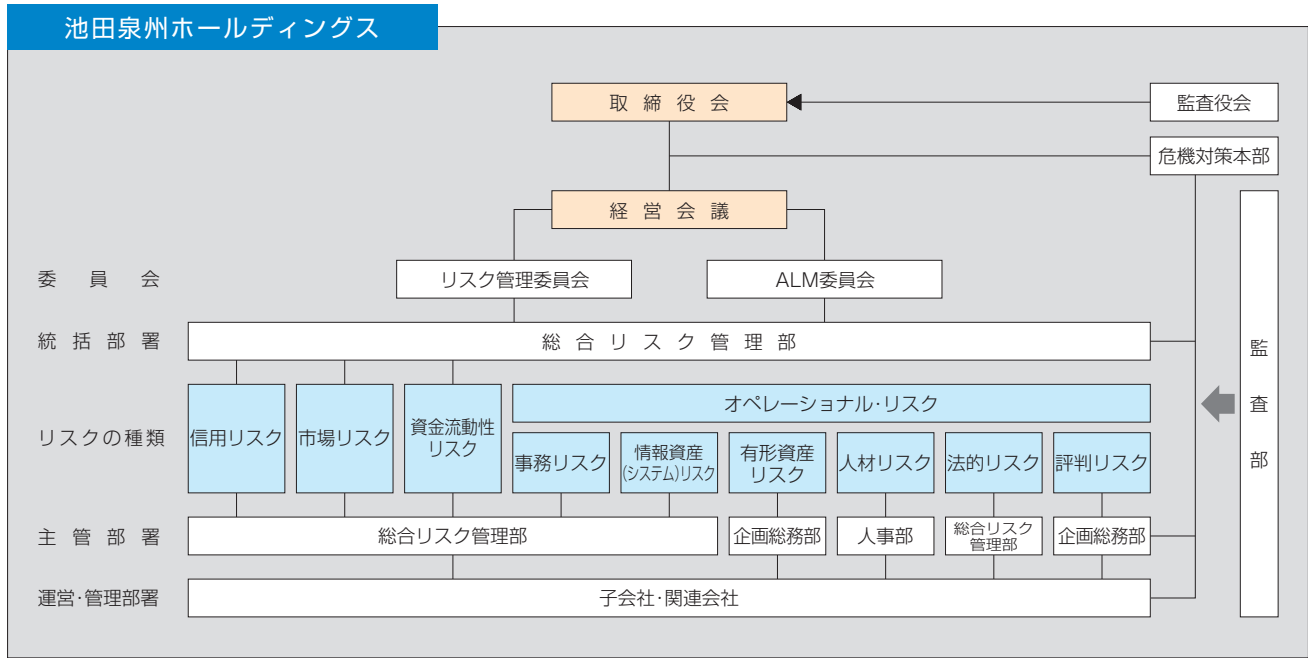 池田泉州ホールディングス
取締役会
監査役会
危機対策本部
経営会議
委員会
リスク管理委員会
ALM委員会
統括部署
総合リスク管理部
監査部
リスクの種類
信用リスク
市場リスク
資金流動性
リスク
オペレーショナル・リスク
事務リスク
情報資産
(システム)リスク
有形資産
リスク
人材リスク
法的リスク
評判リスク
主管部署
総合リスク管理部
企画総務部
人事部
総合リスク
管理部
企画総務部
運営・管理部署
子会社・関連会社